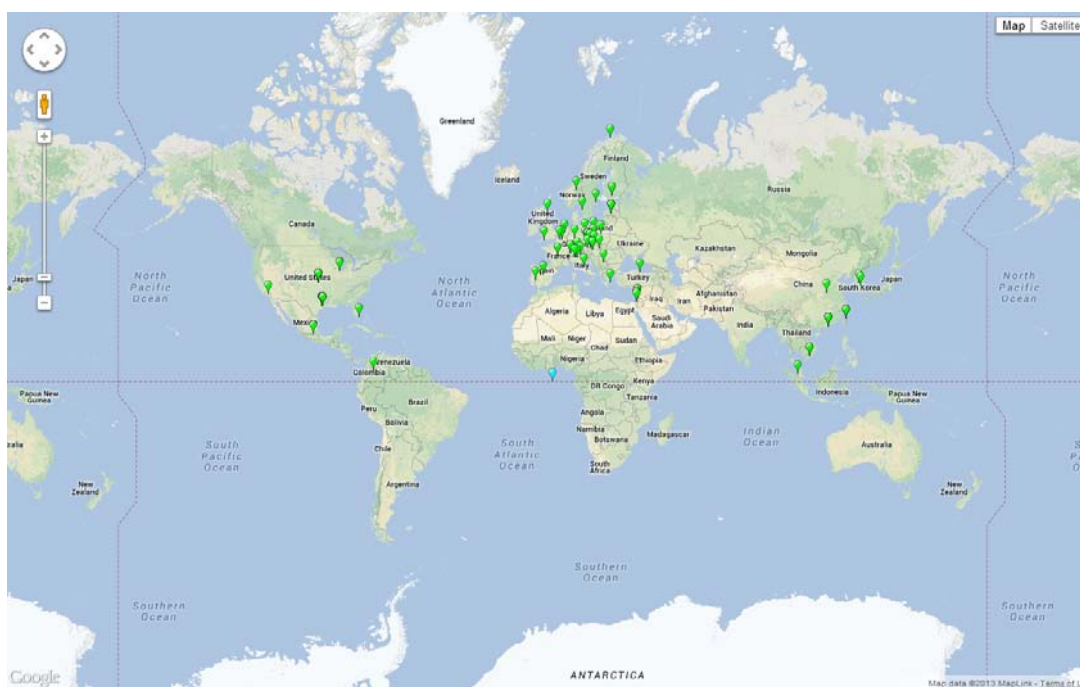 Map
Satellite
Greenland
Iceland
Finland
Sweden
Norway
Russia
United
Kingdom
Canada
Ukraine
France
Italy
Spain
Kazakhstan
Mongolia
United States
North
Pacific
Ocean
North
Atlantic
Ocean
Turkey
Japan
China
South Korea
Japan
North
Pacific
Ocean
Iraq
Iran
Afghanistan
Pakistan
Algeria
Libya
Egypt
Saudi
Arabia
Mexico
India
Thailand
Mali
Niger
Chad
Sudan
Nigeria
Ethiopia
Venezuela
Colombia
DR Congo
Kenya
Tanzania
Indonesia
Papua New
Guinea
Papua New
Guinea
Peru
Brazil
Bolivia
Angola
Namibia
Botswana
Madagascar
Indian
Ocean
South
Pacific
Ocean
South
Atlantic
Ocean
Chile
South
Africa
Australia
Argentina
New
Zealand
New
Zealand
Southern
Ocean
Southern
Ocean
Southern
Ocean
ANTARCTICA
Google
Map data ©2013 MapLink - Terms of